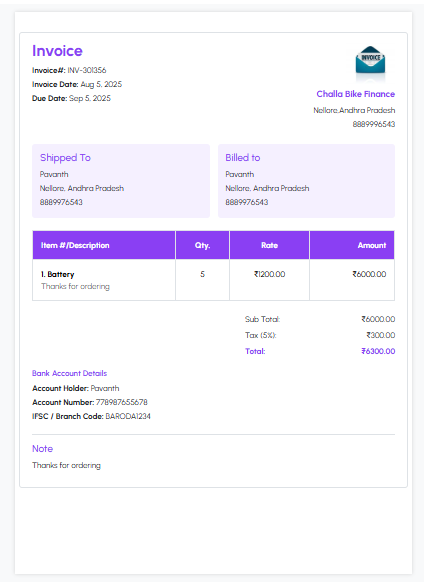 Invoice
Invoice#: INV-301356
Invoice Date: Aug 5, 2025
Due Date: Sep 5, 2025
INVOICE
Challa Bike Finance
Nellore,Andhra Pradesh
8889996543
Shipped To
Pavanth
Nellore, Andhra Pradesh
8889976543
Billed to
Pavanth
Nellore, Andhra Pradesh
8889976543
Item #/Description Qty. Rate Amount
1. Battery 5 ₹1200.00 ₹6000.00
Thanks for ordering
Sub Total: ₹6000.00
Tax (5%): ₹300.00
Total: ₹6300.00
Bank Account Details
Account Holder: Pavanth
Account Number: 778987655678
IFSC / Branch Code: BARODA1234
Note
Thanks for ordering